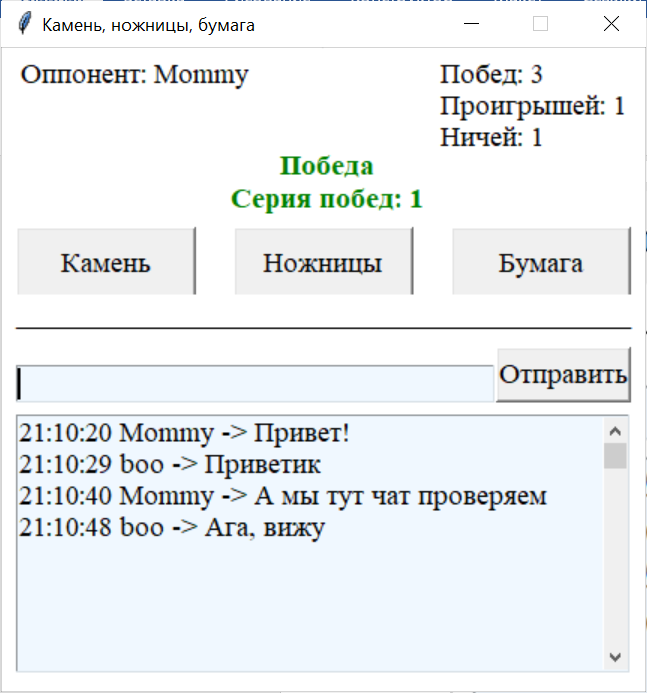 Камень, ножницы, бумага
Оппонент: Mommy
Побед: 3
Проигрышей: 1
Ничей: 1
Победа
Серия побед: 1
Камень
Ножницы
Бумага
Отправить
21:10:20 Mommy -> Привет!
21:10:29 boo -> Приветик
21:10:40 Mommy -> А мы тут чат проверяем
21:10:48 boo -> Ага, вижу